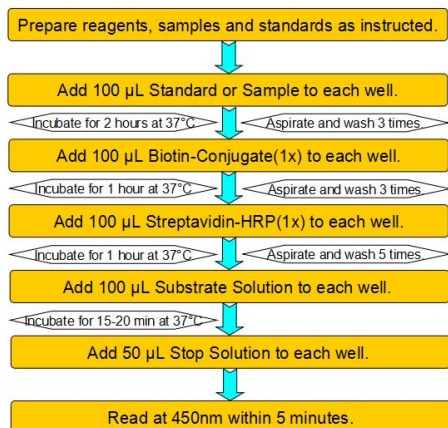 Prepare reagents, samples and standards as instructed.
Add 100 µL Standard or Sample to each well.
Incubate for 2 hours at 37°C
Aspirate and wash 3 times.
Add 100 µL Biotin-Conjugate(1x) to each well.
Incubate for 1 hour at 37°C
Aspirate and wash 3 times.
Add 100 µL Streptavidin-HRP(1x) to each well.
Incubate for 1 hour at 37°C
Aspirate and wash 5 times.
Add 100 µL Substrate Solution to each well.
Incubate for 15-20 min at 37°C
Add 50 µL Stop Solution to each well.
Read at 450nm within 5 minutes.